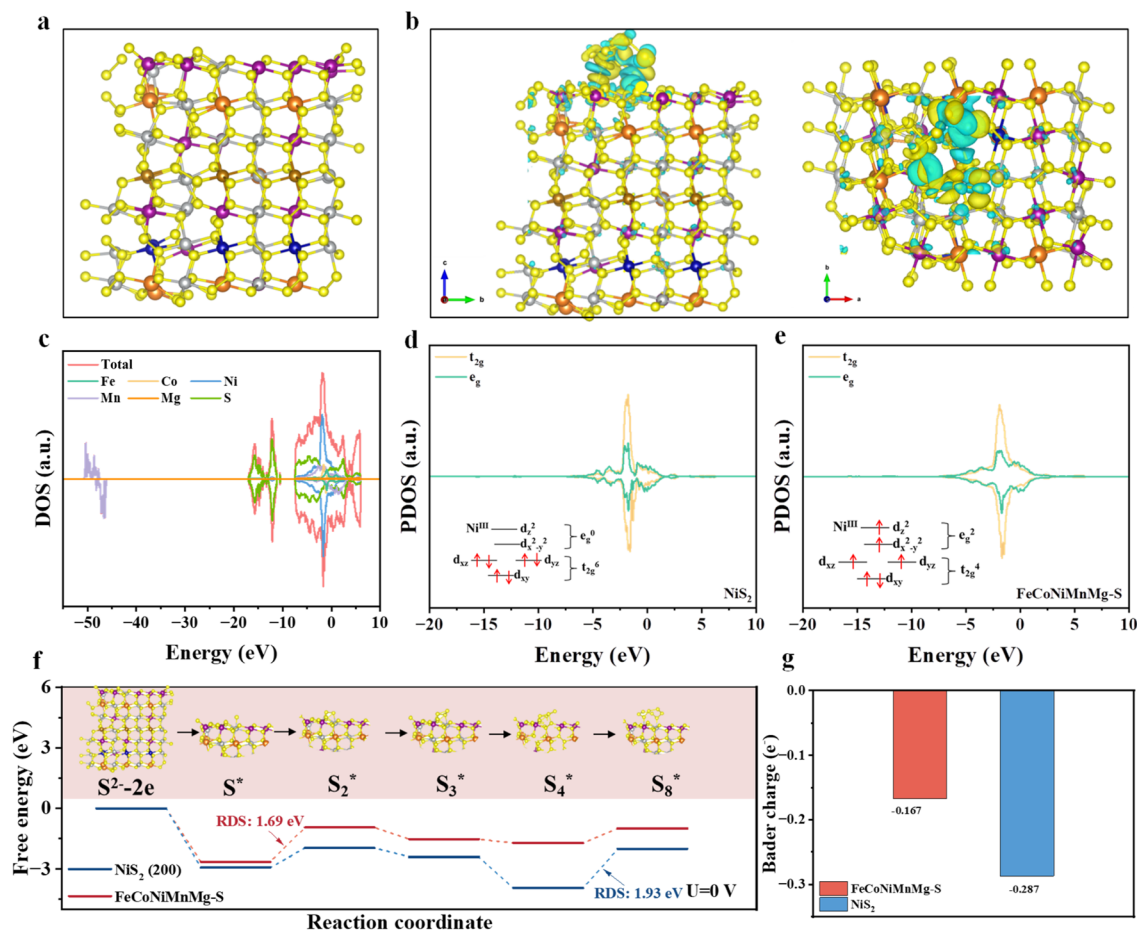 a
b
c
b
b
a
c
Total
Fe Co Ni
Mn Mg S
DOS (a.u.)
−50 −40 −30 −20 −10 0 10
Energy (eV)
d
t2g
eg
PDOS (a.u.)
NiIII
dz2
dx2-y2
eg0
dxz
dyz
dxy
t2g6
NiS2
−20 −15 −10 −5 0 5 10
Energy (eV)
e
t2g
eg
PDOS (a.u.)
NiIII
dz2
dx2-y2
eg2
dxz
dyz
dxy
t2g4
FeCoNiMnMg-S
−20 −15 −10 −5 0 5 10
Energy (eV)
f
Free energy (eV)
6
3
0
−3
S2--2e
S*
S2*
S3*
S4*
S8*
RDS: 1.69 eV
NiS2 (200)
FeCoNiMnMg-S
RDS: 1.93 eV
U=0 V
Reaction coordinate
g
Bader charge (e-)
0.0
−0.1
−0.2
−0.3
-0.167
-0.287
FeCoNiMnMg-S
NiS2